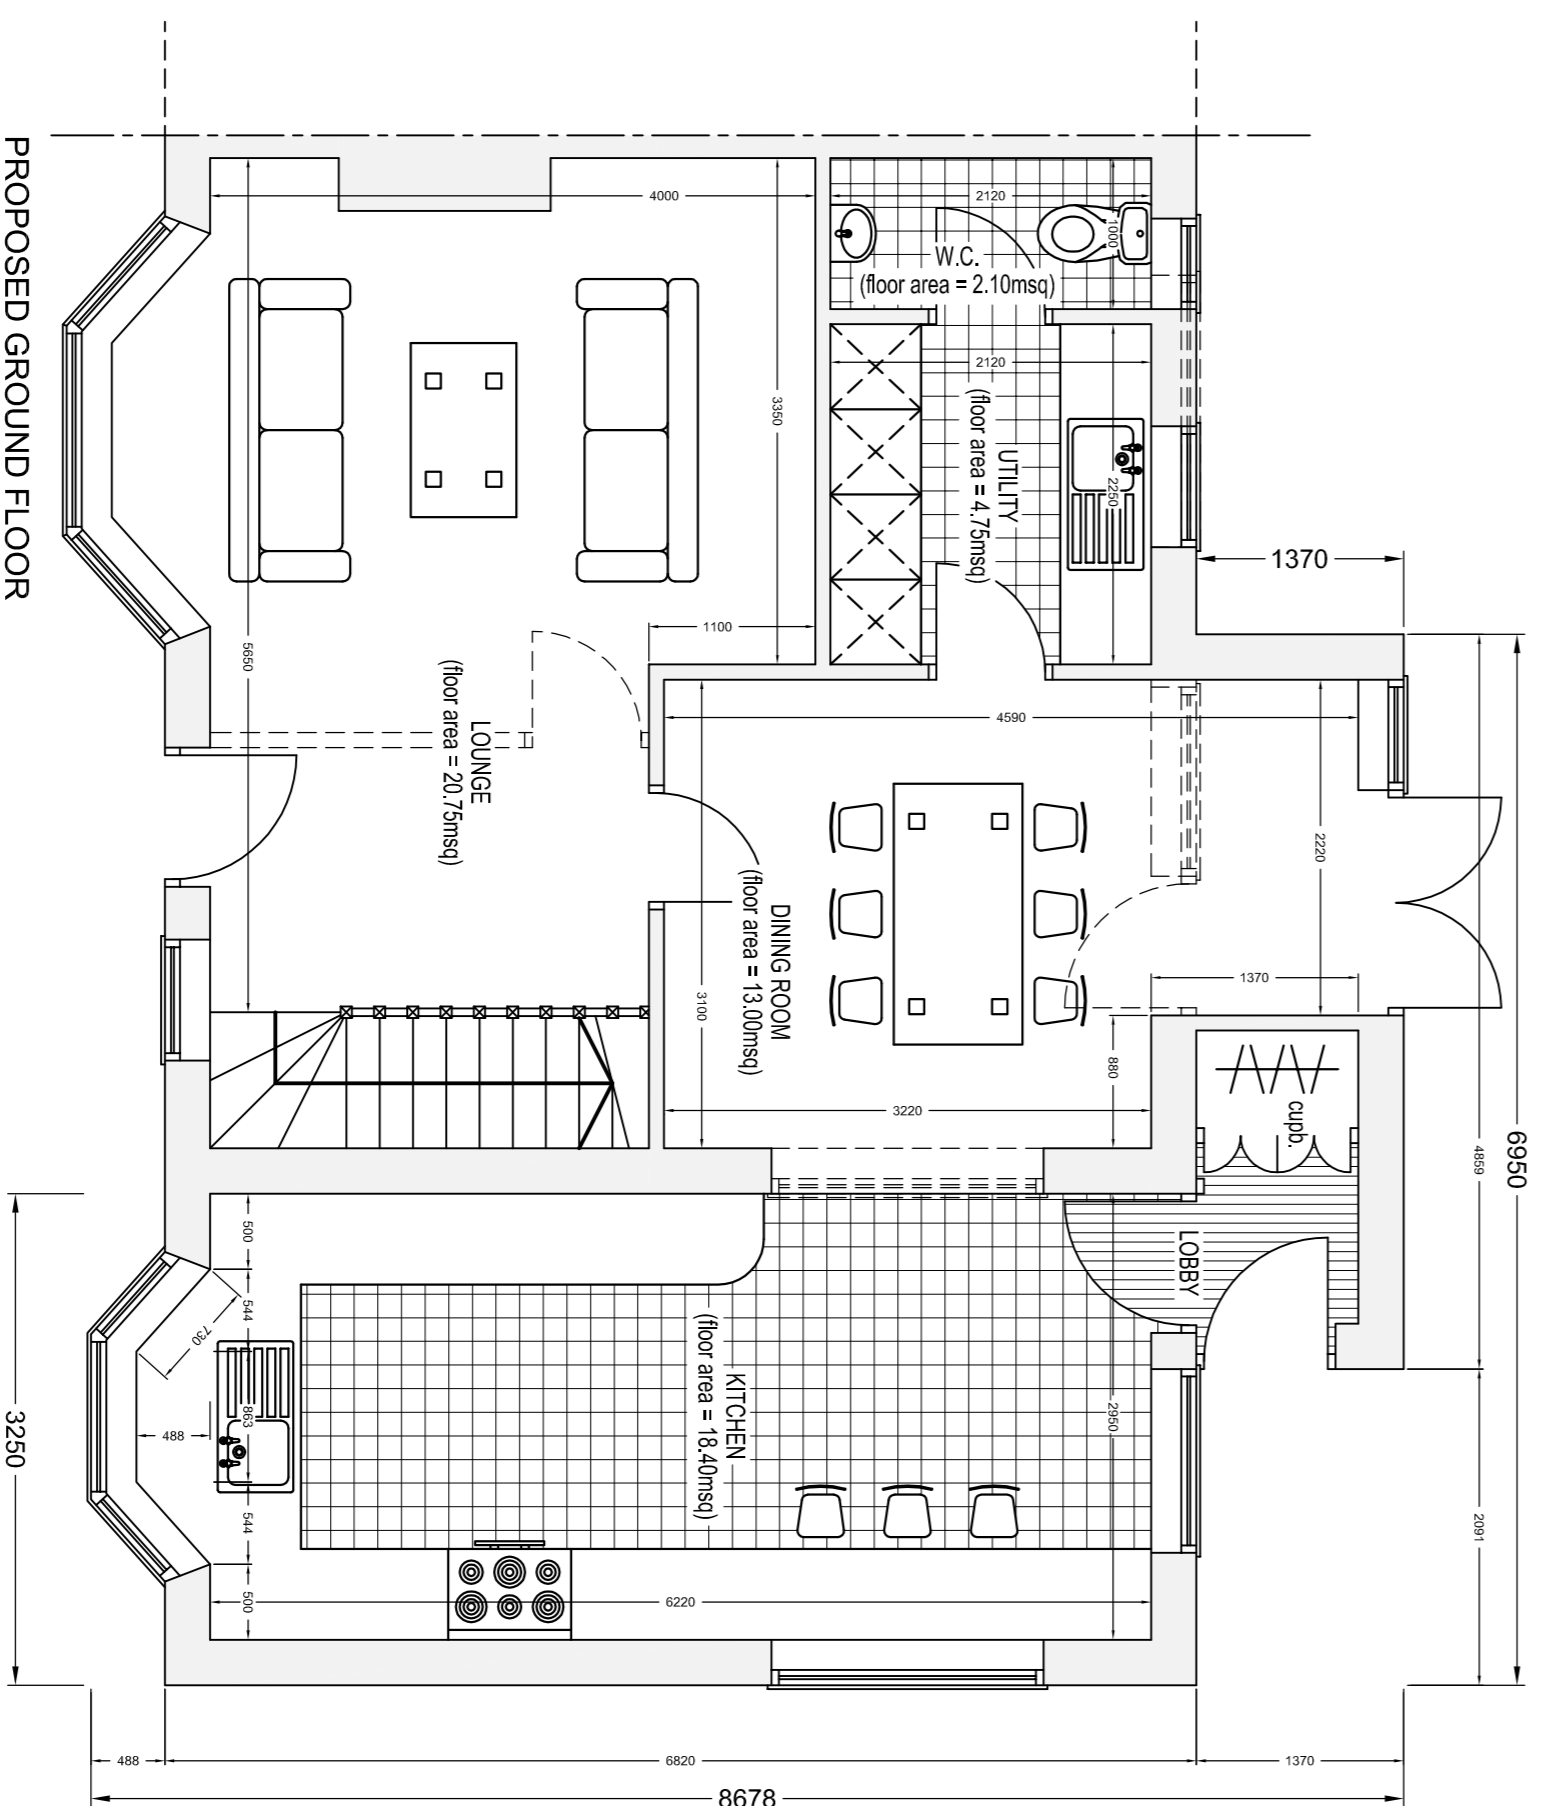 PROPOSED GROUND FLOOR
4000
2120
1000
W.C.
(floor area = 2.10msq)
2120
3350
UTILITY
(floor area = 4.75msq)
2250
1370
1100
5650
LOUNGE
(floor area = 20.75msq)
4590
2220
DINING ROOM
(floor area = 13.00msq)
3100
1370
880
3220
cupb.
4859
6950
LOBBY
500
544
730
863
488
544
500
KITCHEN
(floor area = 18.40msq)
2950
3250
2091
6220
488
6820
1370
8678